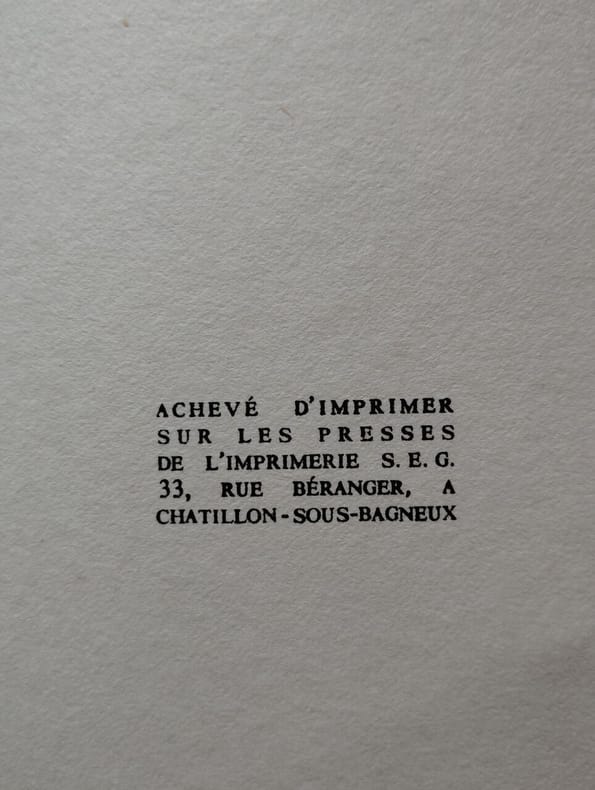 ACHEVÉ D'IMPRIMER
SUR LES PRESSES
DE L'IMPRIMERIE S. E. G.
33, RUE BÉRANGER, A
CHATILLON-SOUS-BAGNEUX